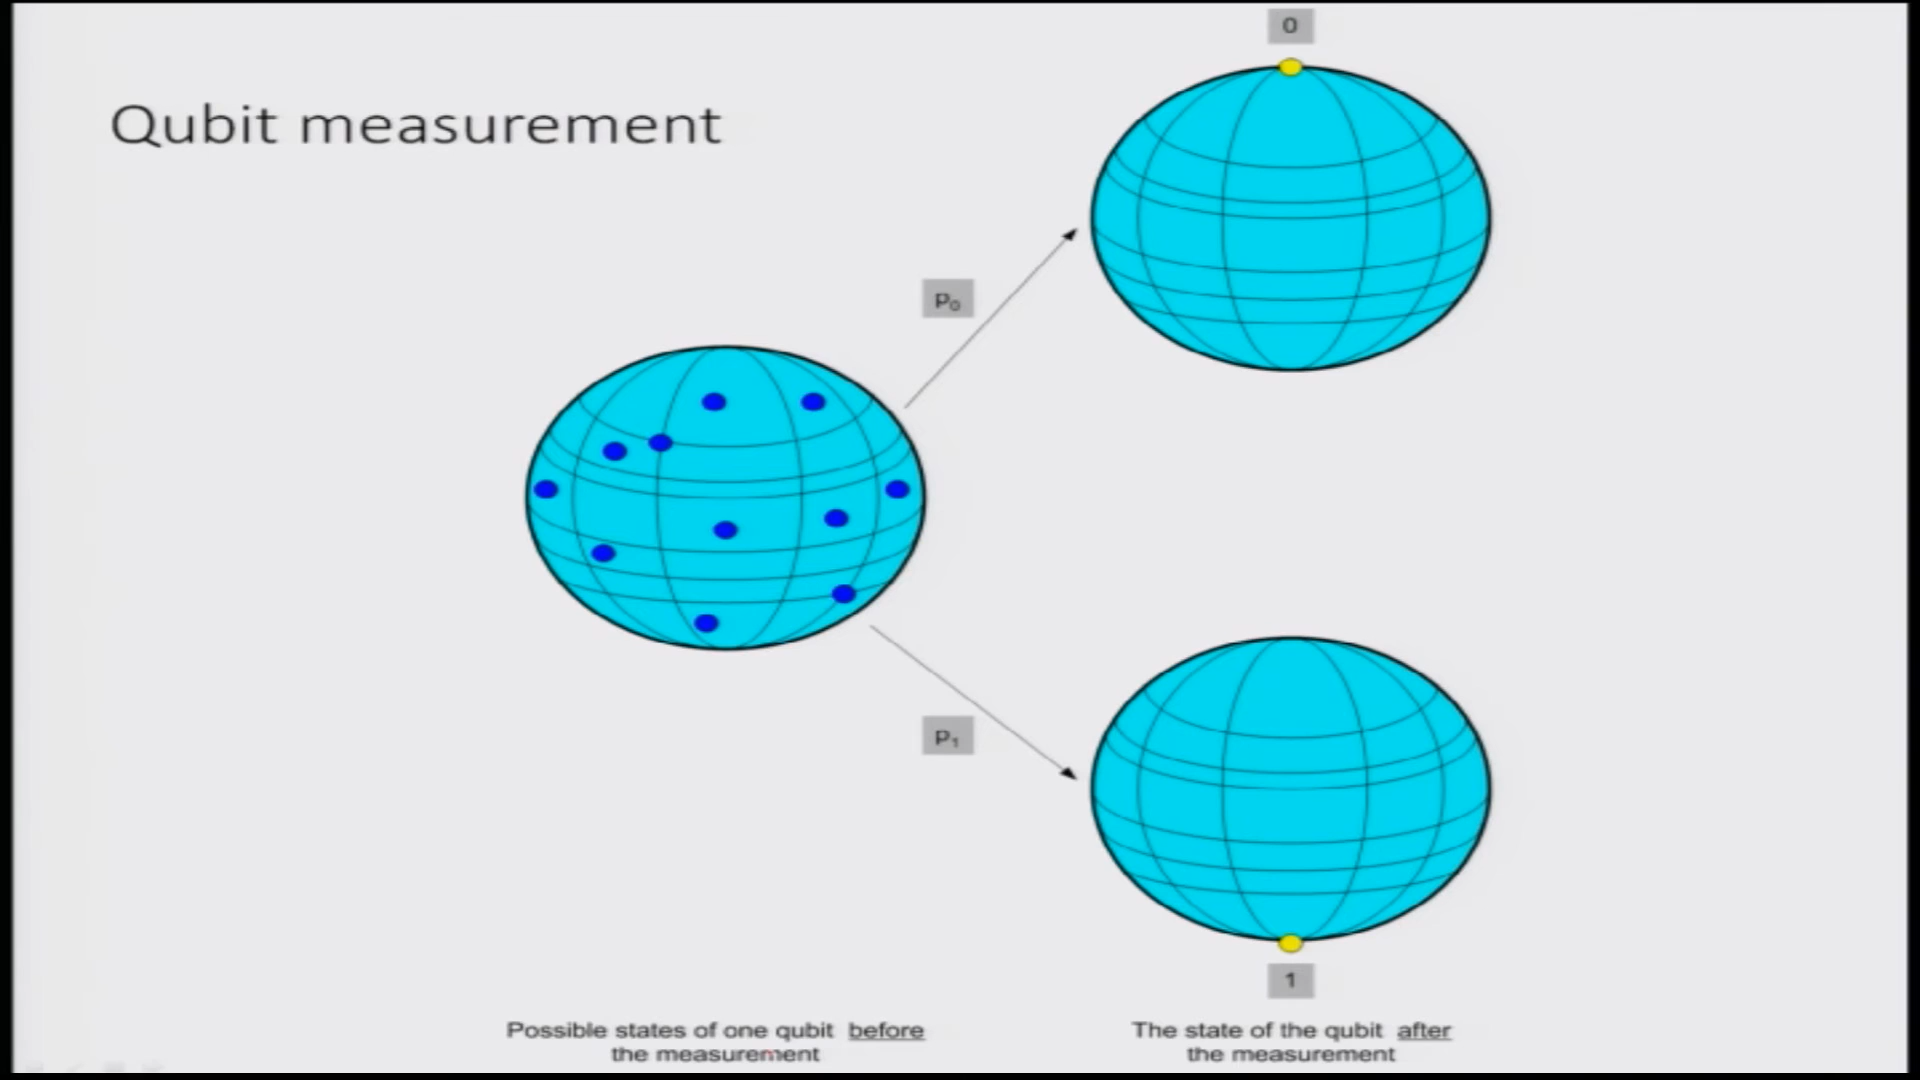 Qubit measurement
0
p₀
p₁
1
Possible states of one qubit before
the measurement
The state of the qubit after
the measurement